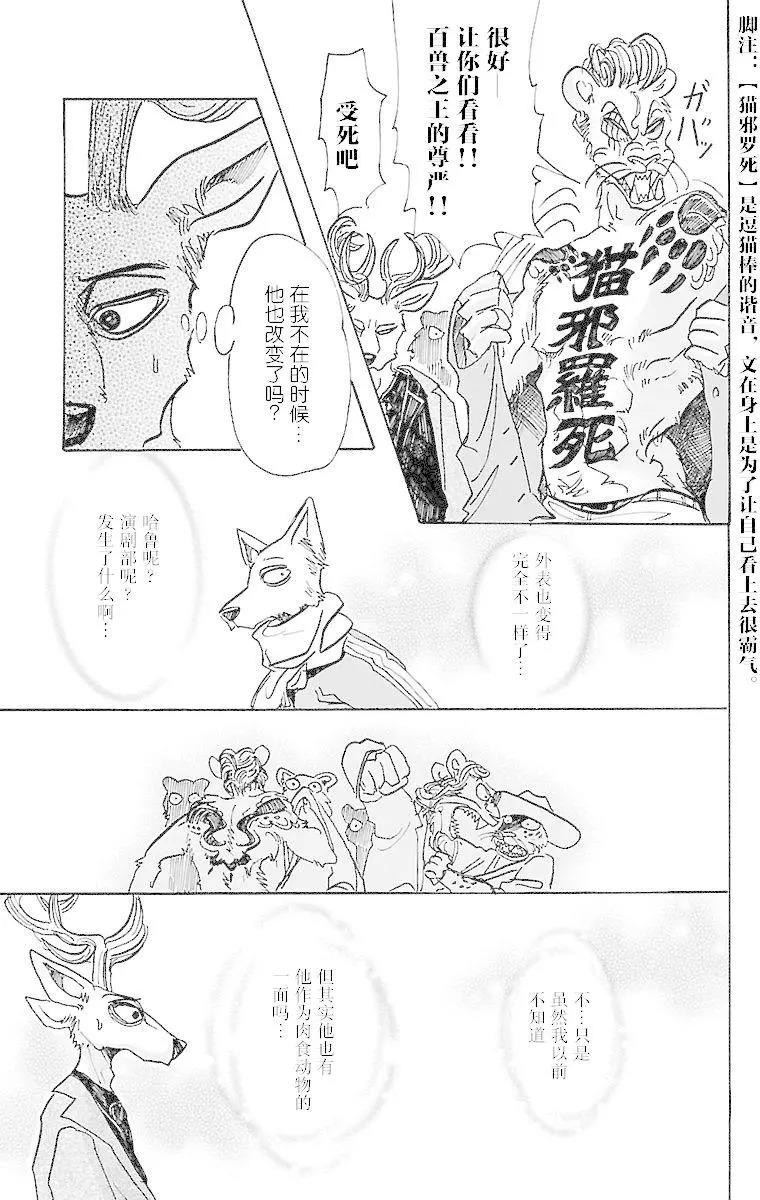 脚注：【猫邪罗死】是逗猫棒的谐音，文在身上是为了让自己看上去很霸气。
ガバッ
猫邪羅死
很好—
让你们看看!!
百兽之王的尊严!!
受死吧
在我不在的时候…
他也改变了吗？
外表也变得
完全不一样了…
哈鲁呢？
演剧部呢？
发生了什么啊…
不…只是
虽然我以前
不知道
但其实他也有
他作为肉食动物的
一面吗…